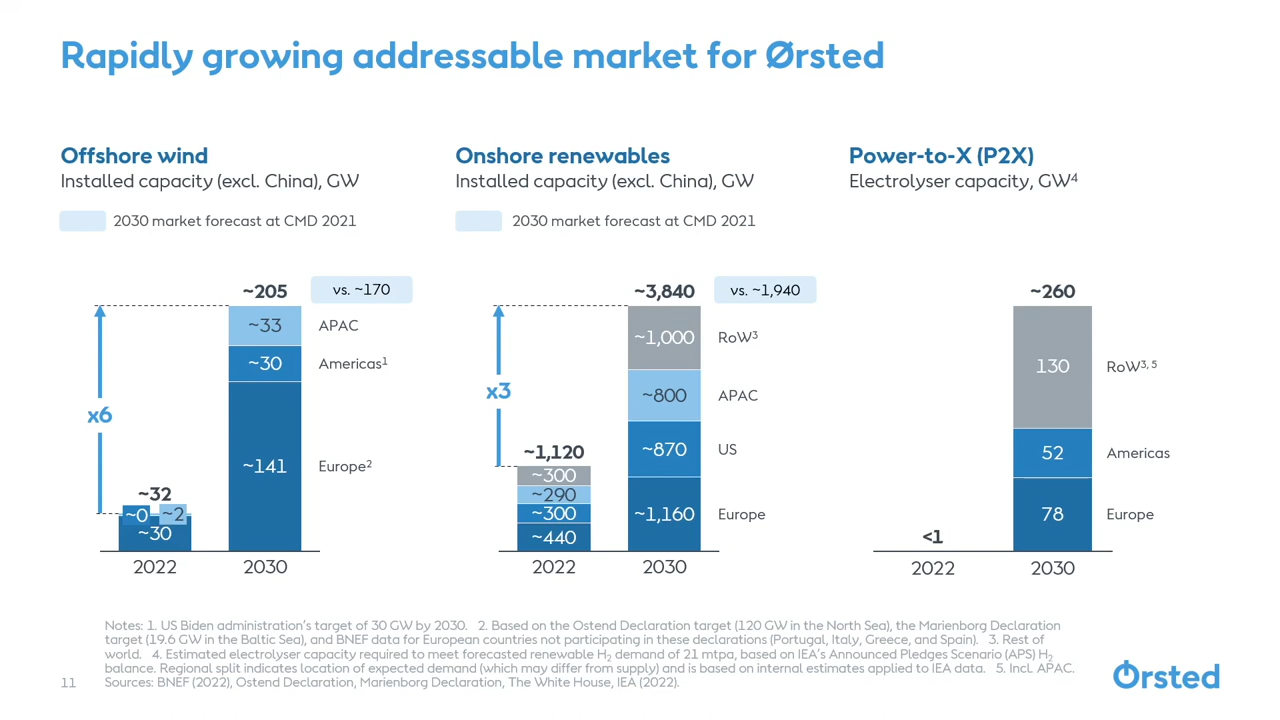 Rapidly growing addressable market for Ørsted
Offshore wind
Installed capacity (excl. China), GW
2030 market forecast at CMD 2021
~205
vs. ~170
~33
APAC
~30
Americas¹
x6
~141
Europe²
~32
~0
~2
~30
2022
2030
Onshore renewables
Installed capacity (excl. China), GW
2030 market forecast at CMD 2021
~3,840
vs. ~1,940
~1,000
RoW³
x3
~800
APAC
~870
US
~1,120
~300
~290
~300
~440
~1,160
Europe
2022
2030
Power-to-X (P2X)
Electrolyser capacity, GW⁴
~260
130
RoW³˒ ⁵
52
Americas
78
Europe
<1
2022
2030
Notes: 1. US Biden administration's target of 30 GW by 2030. 2. Based on the Ostend Declaration target (120 GW in the North Sea), the Marienborg Declaration
target (19.6 GW in the Baltic Sea), and BNEF data for European countries not participating in these declarations (Portugal, Italy, Greece, and Spain). 3. Rest of
world. 4. Estimated electrolyser capacity required to meet forecasted renewable H₂ demand of 21 mtpa, based on IEA's Announced Pledges Scenario (APS) H₂
balance. Regional split indicates location of expected demand (which may differ from supply) and is based on internal estimates applied to IEA data. 5. Incl. APAC.
Sources: BNEF (2022), Ostend Declaration, Marienborg Declaration, The White House, IEA (2022).
11
Ørsted